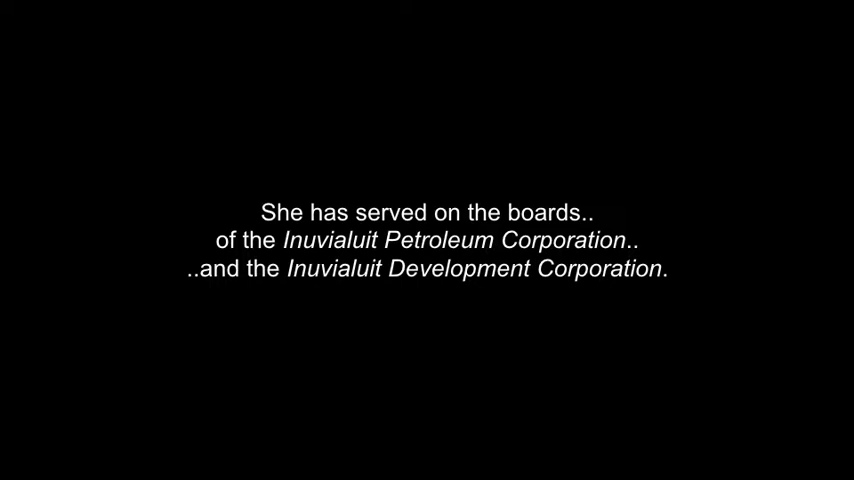 She has served on the boards..
of the Inuvialuit Petroleum Corporation..
..and the Inuvialuit Development Corporation.